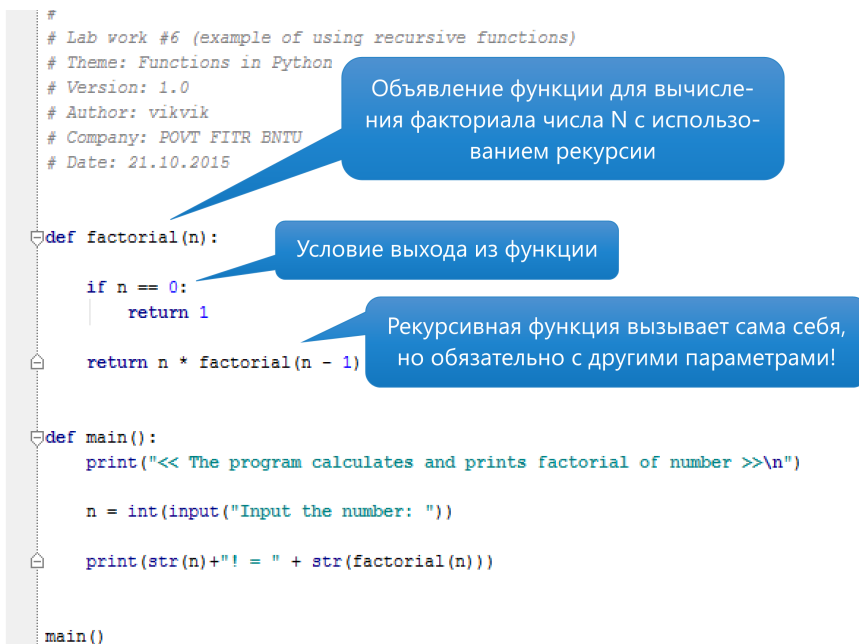 #
# Lab work #6 (example of using recursive functions)
# Theme: Functions in Python
# Version: 1.0
# Author: vikvik
# Company: POVT FITR BNTU
# Date: 21.10.2015
Объявление функции для вычисле-
ния факториала числа N с использо-
ванием рекурсии
def factorial(n):
Условие выхода из функции
if n == 0:
return 1
Рекурсивная функция вызывает сама себя,
но обязательно с другими параметрами!
return n * factorial(n - 1)
def main():
print("<< The program calculates and prints factorial of number >>\n")
n = int(input("Input the number: "))
print(str(n)+"! = " + str(factorial(n)))
main()